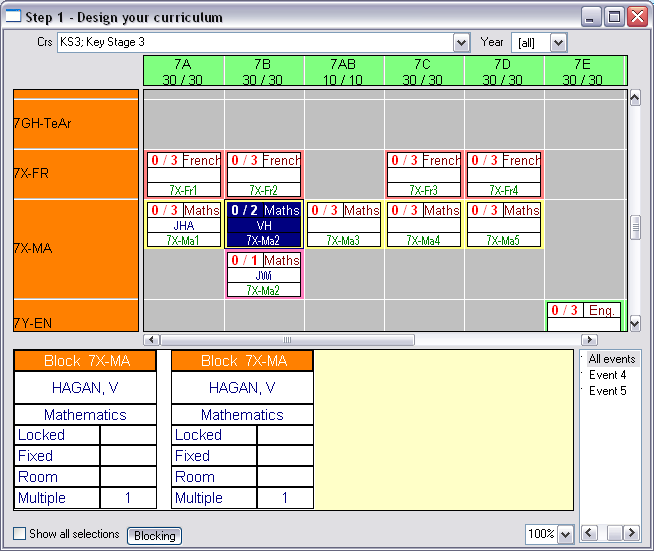 Step 1 - Design your curriculum
Crs KS3; Key Stage 3 Year [all]
7A 7B 7AB 7C 7D 7E
30 / 30 30 / 30 10 / 10 30 / 30 30 / 30 30 / 30
7GH-TeAr
7X-FR
0 / 3 French 0 / 3 French 0 / 3 French 0 / 3 French
7X-Fr1 7X-Fr2 7X-Fr3 7X-Fr4
7X-MA
0 / 3 Maths 0 / 2 Maths 0 / 3 Maths 0 / 3 Maths 0 / 3 Maths
JHA VH
7X-Ma1 7X-Ma2 7X-Ma3 7X-Ma4 7X-Ma5
0 / 1 Maths
JWi
7X-Ma2
7Y-EN
0 / 3 Eng.
Block 7X-MA Block 7X-MA
HAGAN, V HAGAN, V
Mathematics Mathematics
Locked Locked
Fixed Fixed
Room Room
Multiple 1 Multiple 1
All events
Event 4
Event 5
Show all selections Blocking 100%